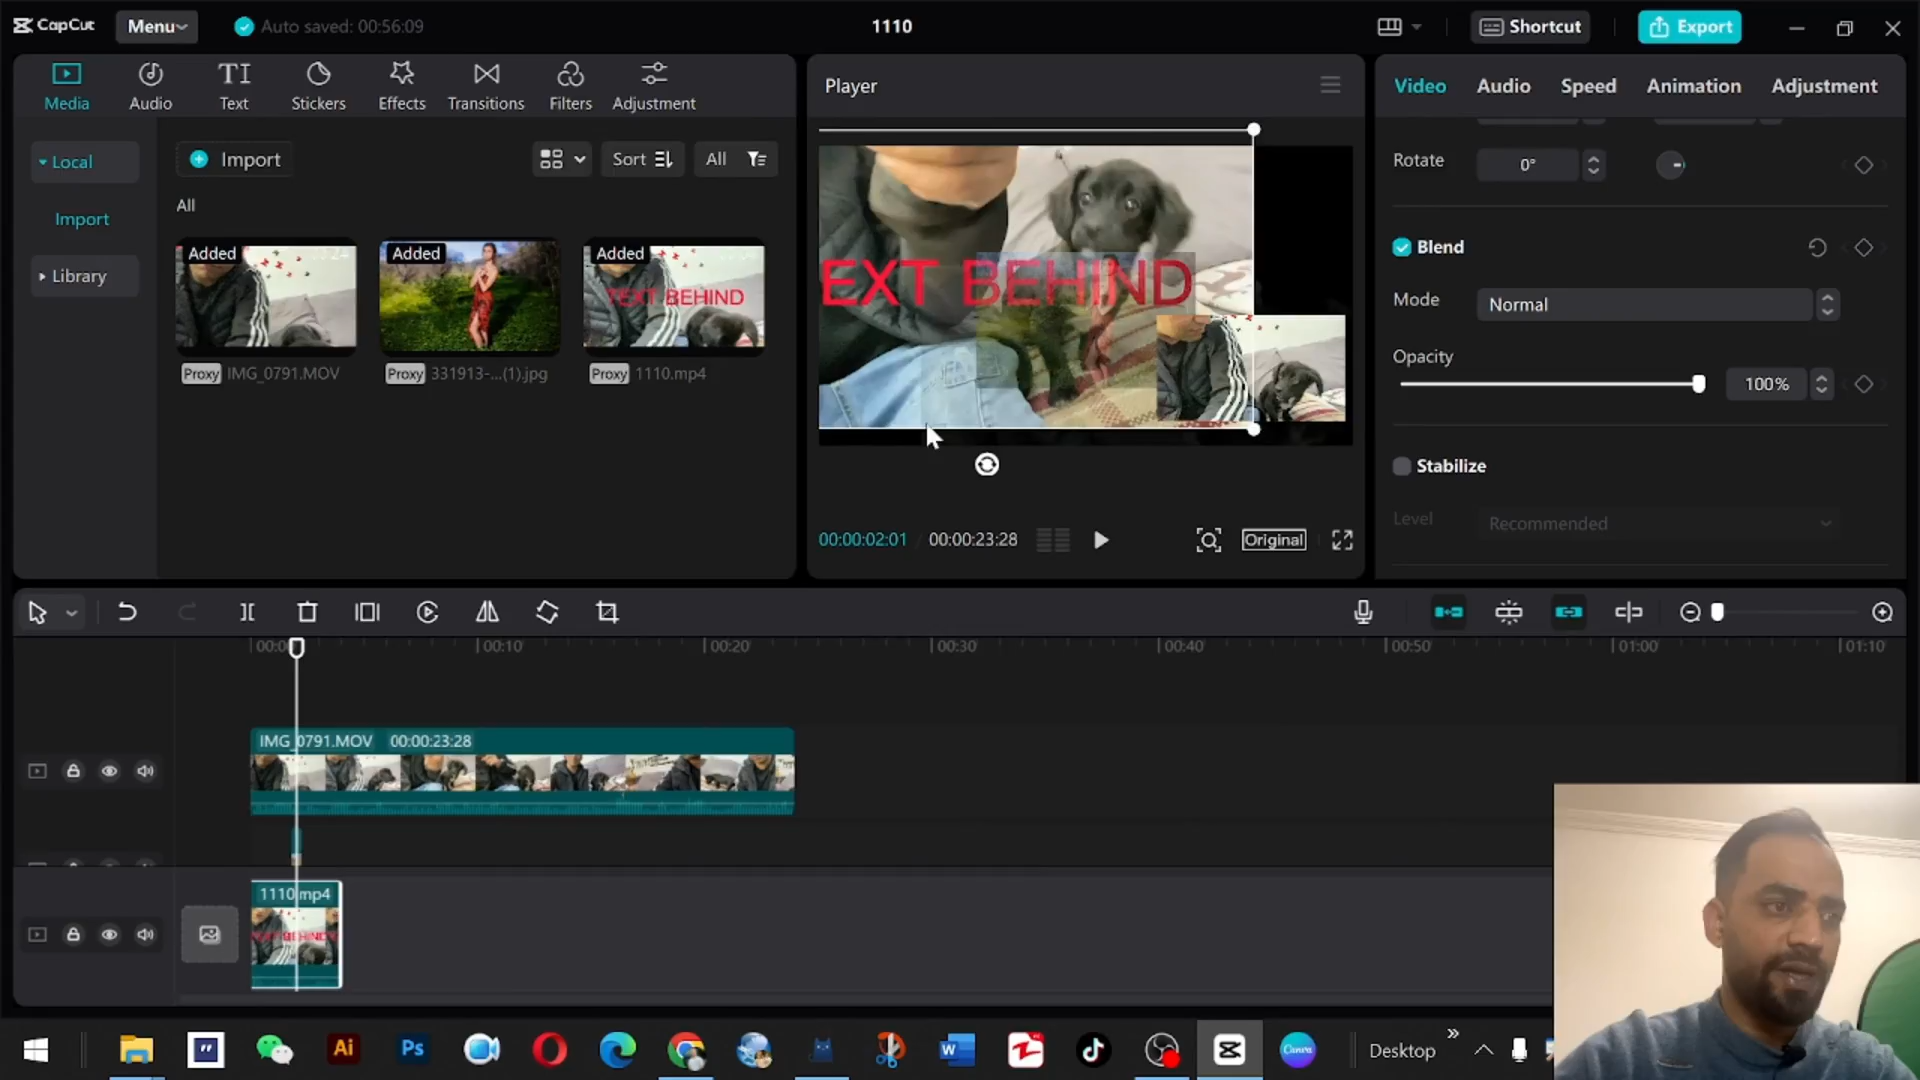 CapCut
Menu
Auto saved: 00:56:09
1110
Shortcut
Export
Media
Audio
Text
Stickers
Effects
Transitions
Filters
Adjustment
Local
Import
Library
Import
Sort
All
All
Added
Added
Added
TEXT BEHIND
Proxy IMG_0791.MOV
Proxy 331913-...(1).jpg
Proxy 1110.mp4
Player
EXT BEHIND
00:00:02:01
00:00:23:28
Original
Video
Audio
Speed
Animation
Adjustment
Rotate
0°
Blend
Mode
Normal
Opacity
100%
Stabilize
Level
Recommended
00:10
00:20
00:30
00:40
00:50
01:00
01:10
IMG_0791.MOV 00:00:23:28
1110.mp4
Ai
Ps
W
Canva
Desktop